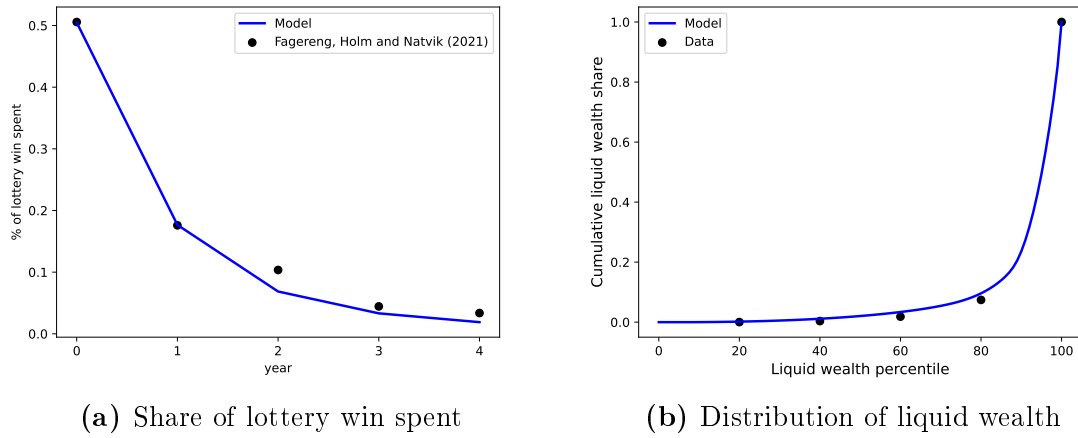 Model
Fagereng, Holm and Natvik (2021)
% of lottery win spent
0.5
0.4
0.3
0.2
0.1
0.0
0 1 2 3 4
year
(a) Share of lottery win spent
Model
Data
Cumulative liquid wealth share
1.0
0.8
0.6
0.4
0.2
0.0
0 20 40 60 80 100
Liquid wealth percentile
(b) Distribution of liquid wealth